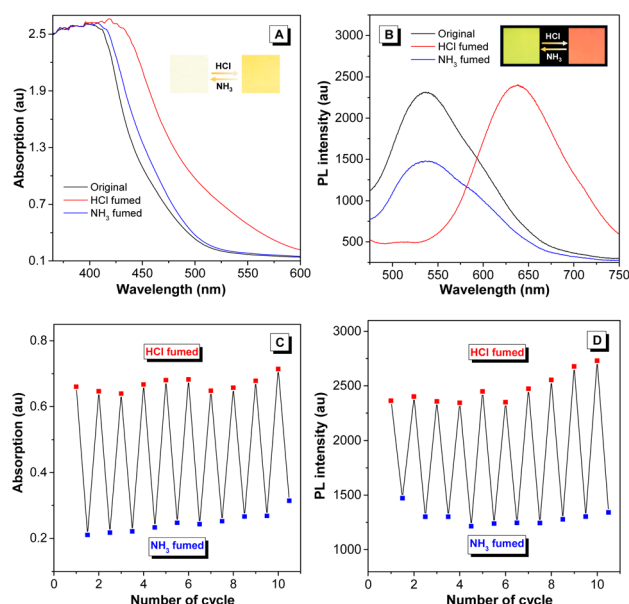 A
2.5
1.9
1.3
0.7
0.1
Absorption (au)
HCl
NH₃
Original
HCl fumed
NH₃ fumed
400 450 500 550 600
Wavelength (nm)
B
3000
2500
2000
1500
1000
500
PL intensity (au)
Original
HCl fumed
NH₃ fumed
HCl
NH₃
500 550 600 650 700 750
Wavelength (nm)
C
0.8
0.6
0.4
0.2
Absorption (au)
HCl fumed
NH₃ fumed
0 2 4 6 8 10
Number of cycle
D
3000
2500
2000
1500
1000
PL intensity (au)
HCl fumed
NH₃ fumed
0 2 4 6 8 10
Number of cycle